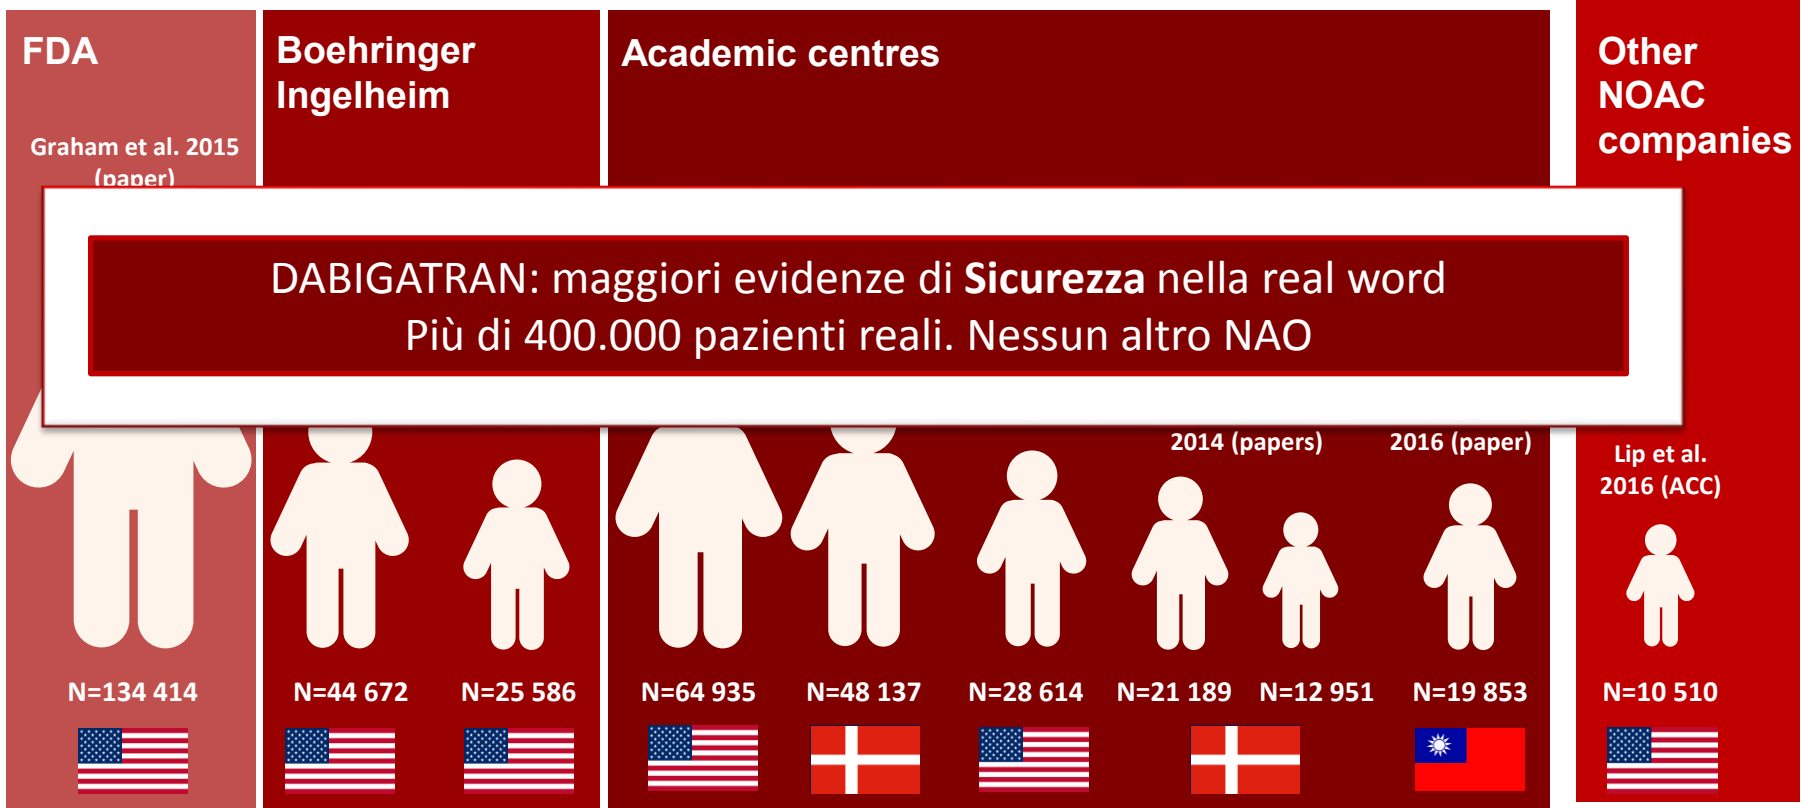 FDA
Graham et al. 2015
(paper)
Boehringer
Ingelheim
Academic centres
Other
NOAC
companies
DABIGATRAN: maggiori evidenze di Sicurezza nella real word
Più di 400.000 pazienti reali. Nessun altro NAO
2014 (papers)
2016 (paper)
Lip et al.
2016 (ACC)
N=134 414
N=44 672
N=25 586
N=64 935
N=48 137
N=28 614
N=21 189
N=12 951
N=19 853
N=10 510